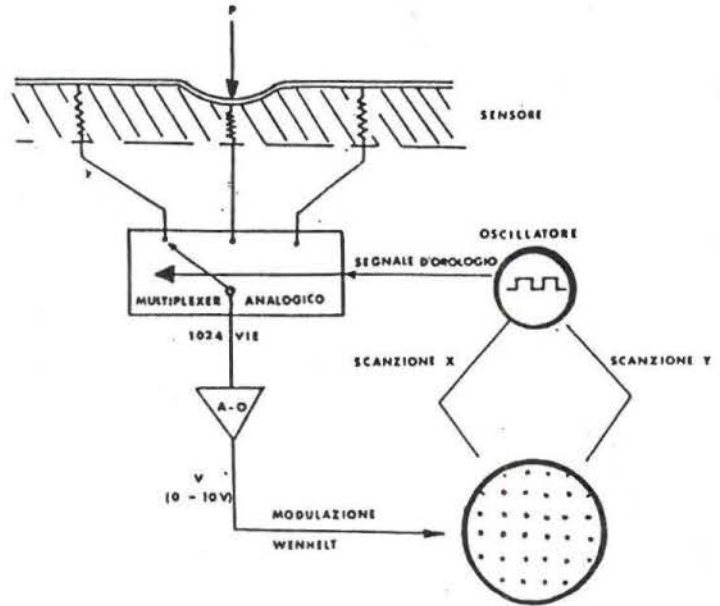 P
SENSORE
OSCILLATORE
SEGNALE D'OROLOGIO
MULTIPLEXER ANALOGICO
1024 VIE
SCANZIONE X
SCANZIONE Y
A-O
V
(0 - 10V)
MODULAZIONE
WENHELT